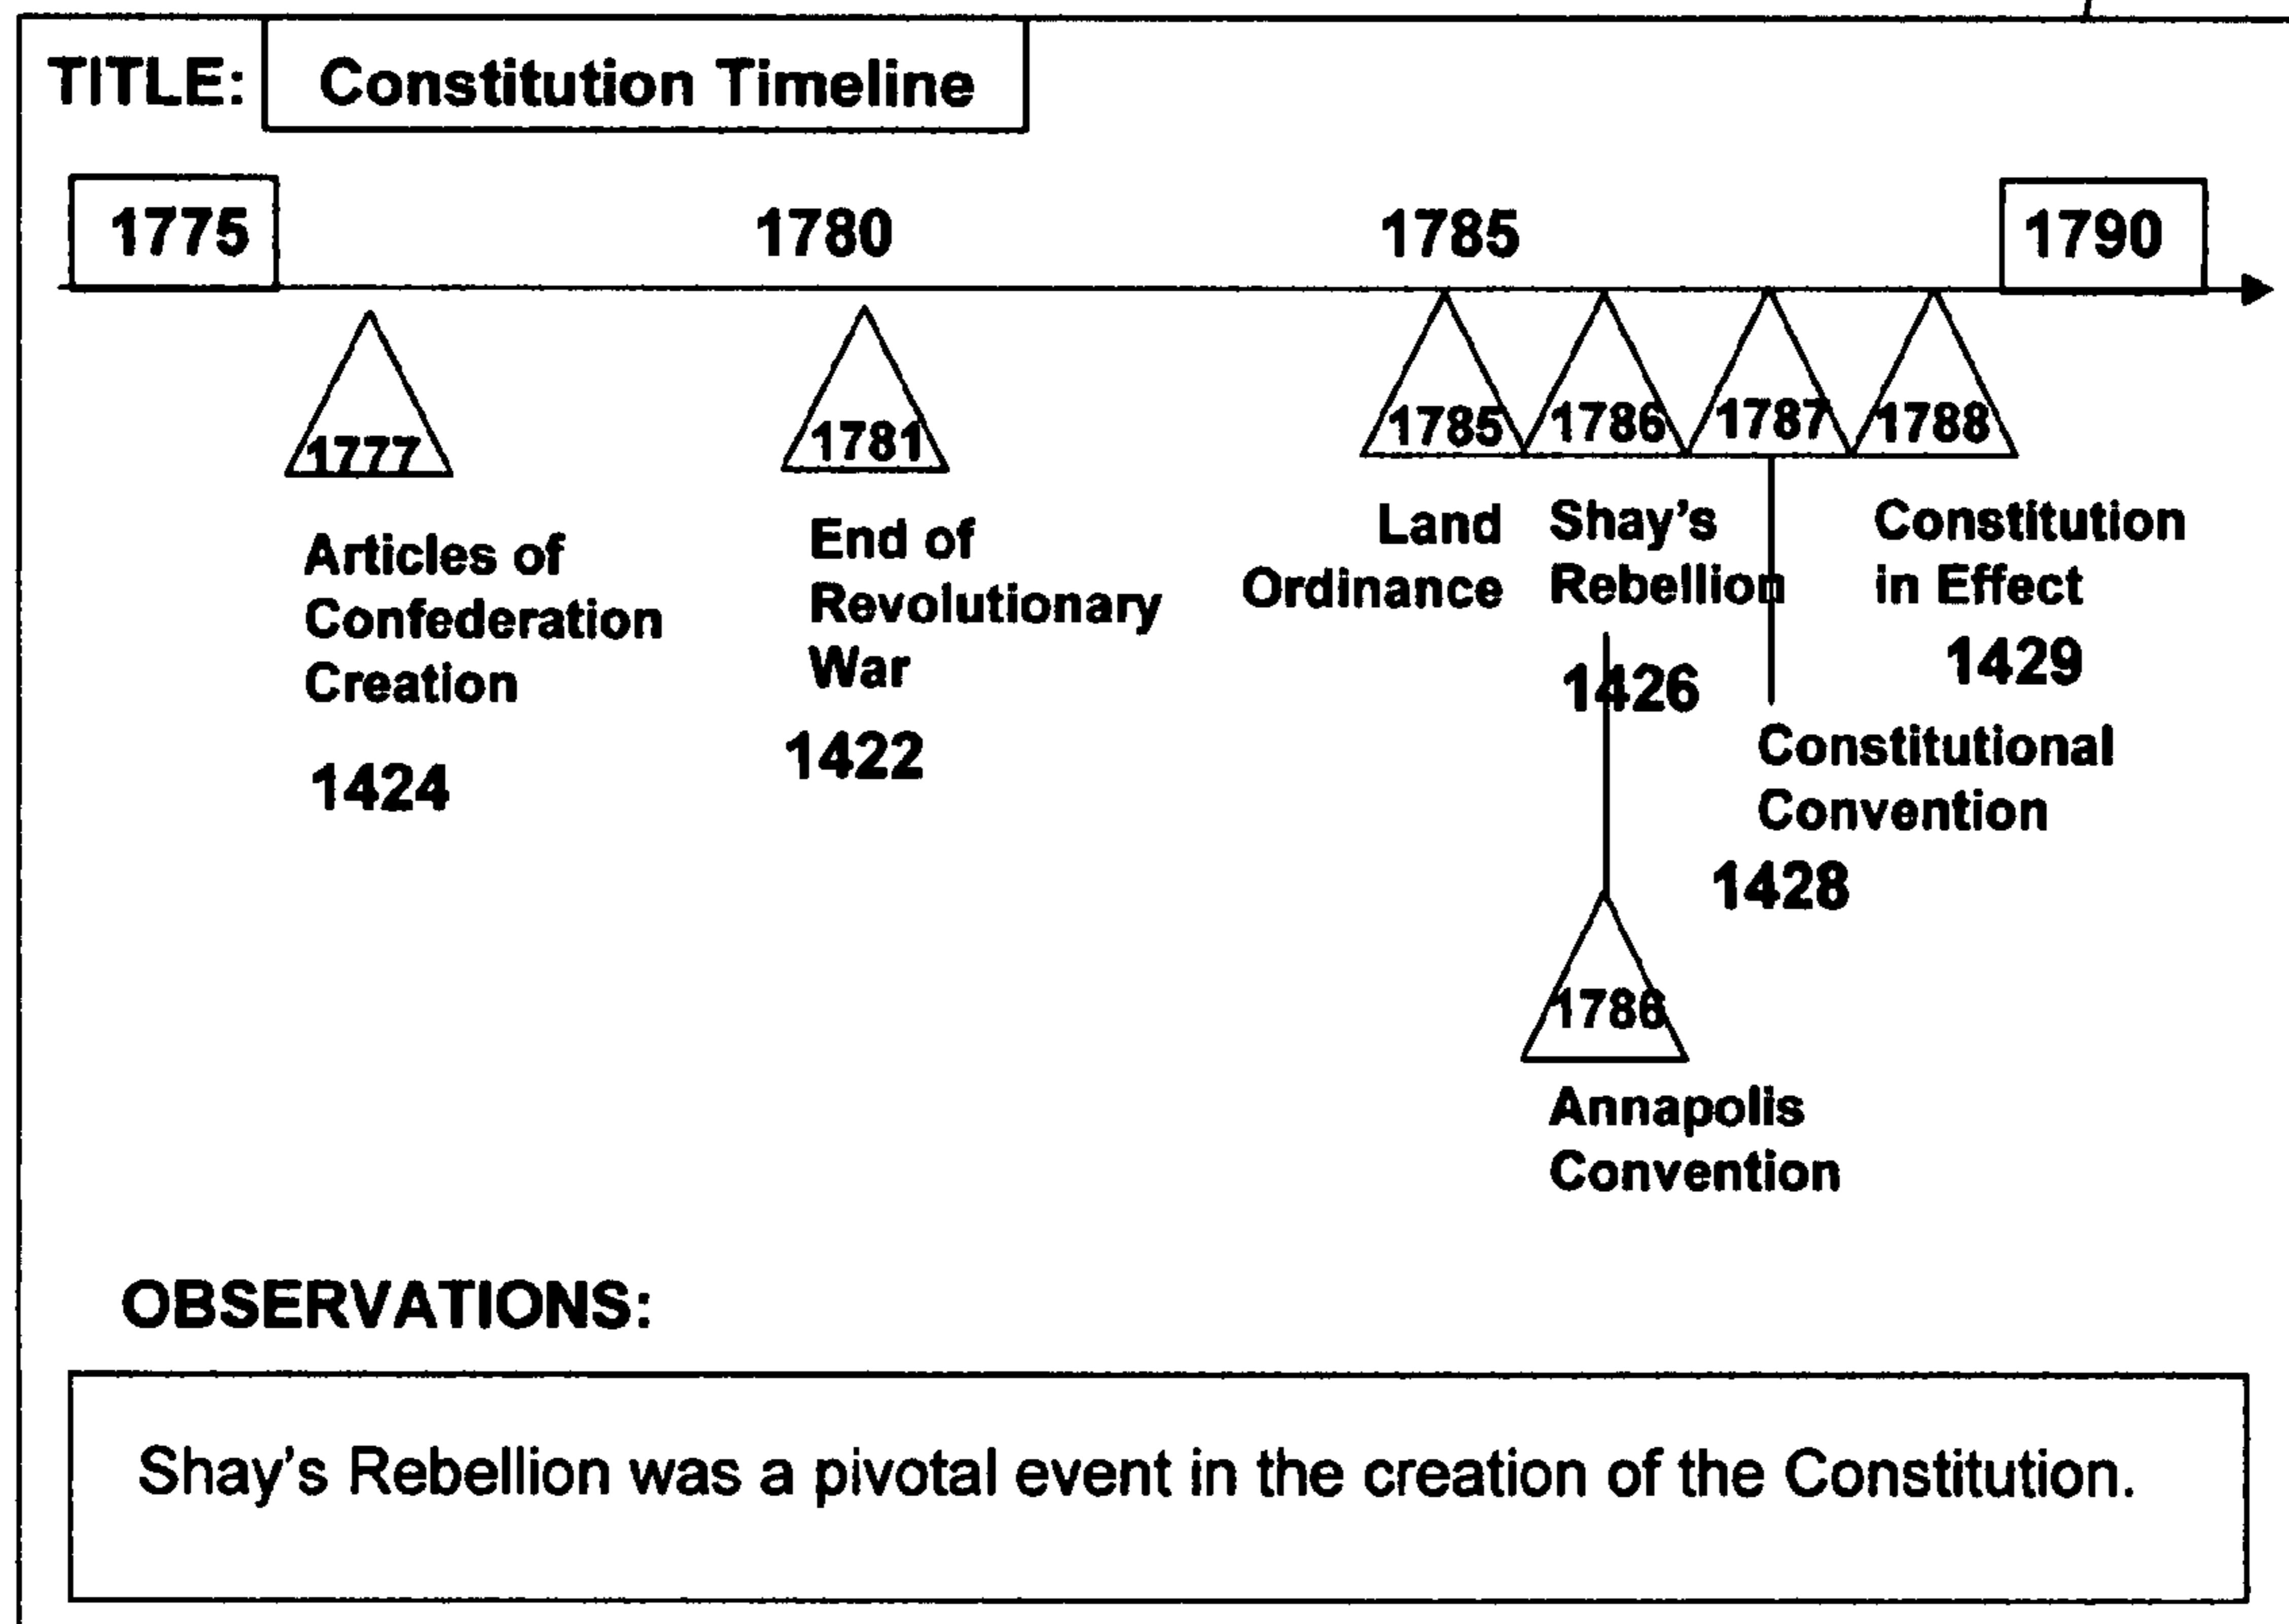 TITLE: Constitution Timeline
1775 1780 1785 1790
1777 1781 1785 1786 1787 1788
Articles of
Confederation
Creation
1424
End of
Revolutionary
War
1422
Land
Ordinance
Shay's
Rebellion
1426
Constitution
in Effect
1429
Constitutional
Convention
1428
1786
Annapolis
Convention
OBSERVATIONS:
Shay's Rebellion was a pivotal event in the creation of the Constitution.